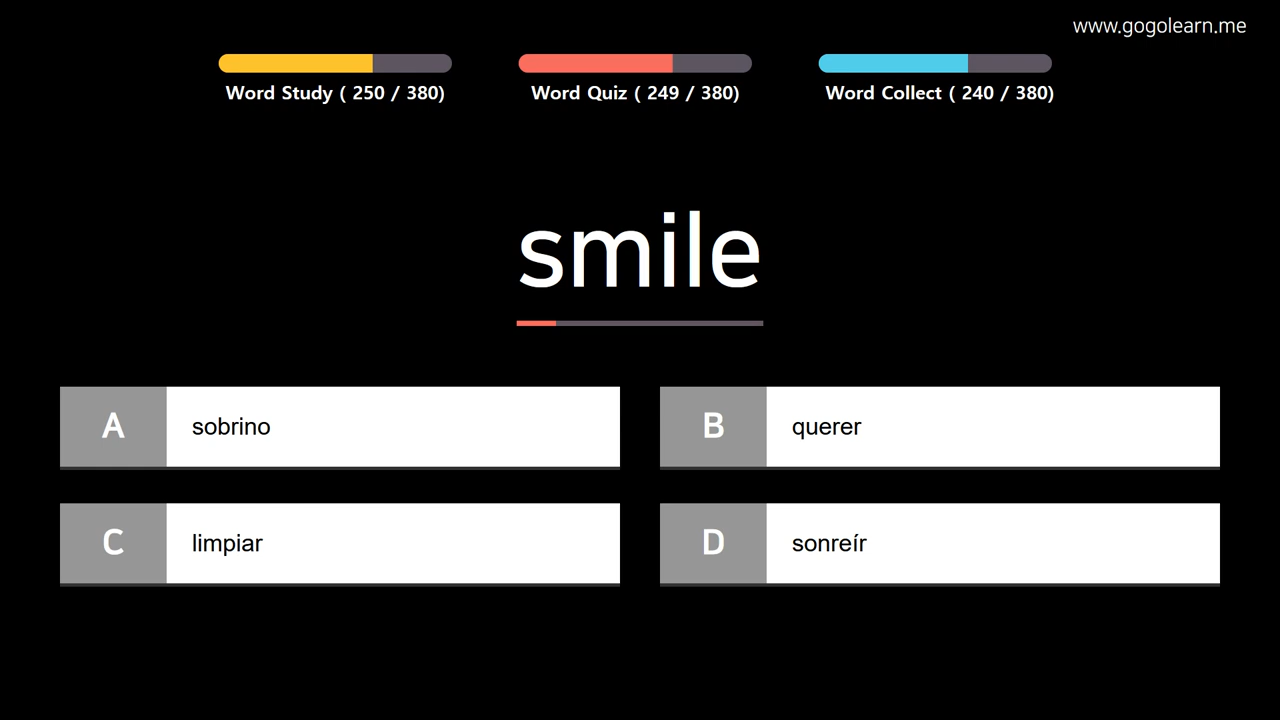 www.gogolearn.me
Word Study ( 250 / 380)
Word Quiz ( 249 / 380)
Word Collect ( 240 / 380)
smile
A sobrino
B querer
C limpiar
D sonreír